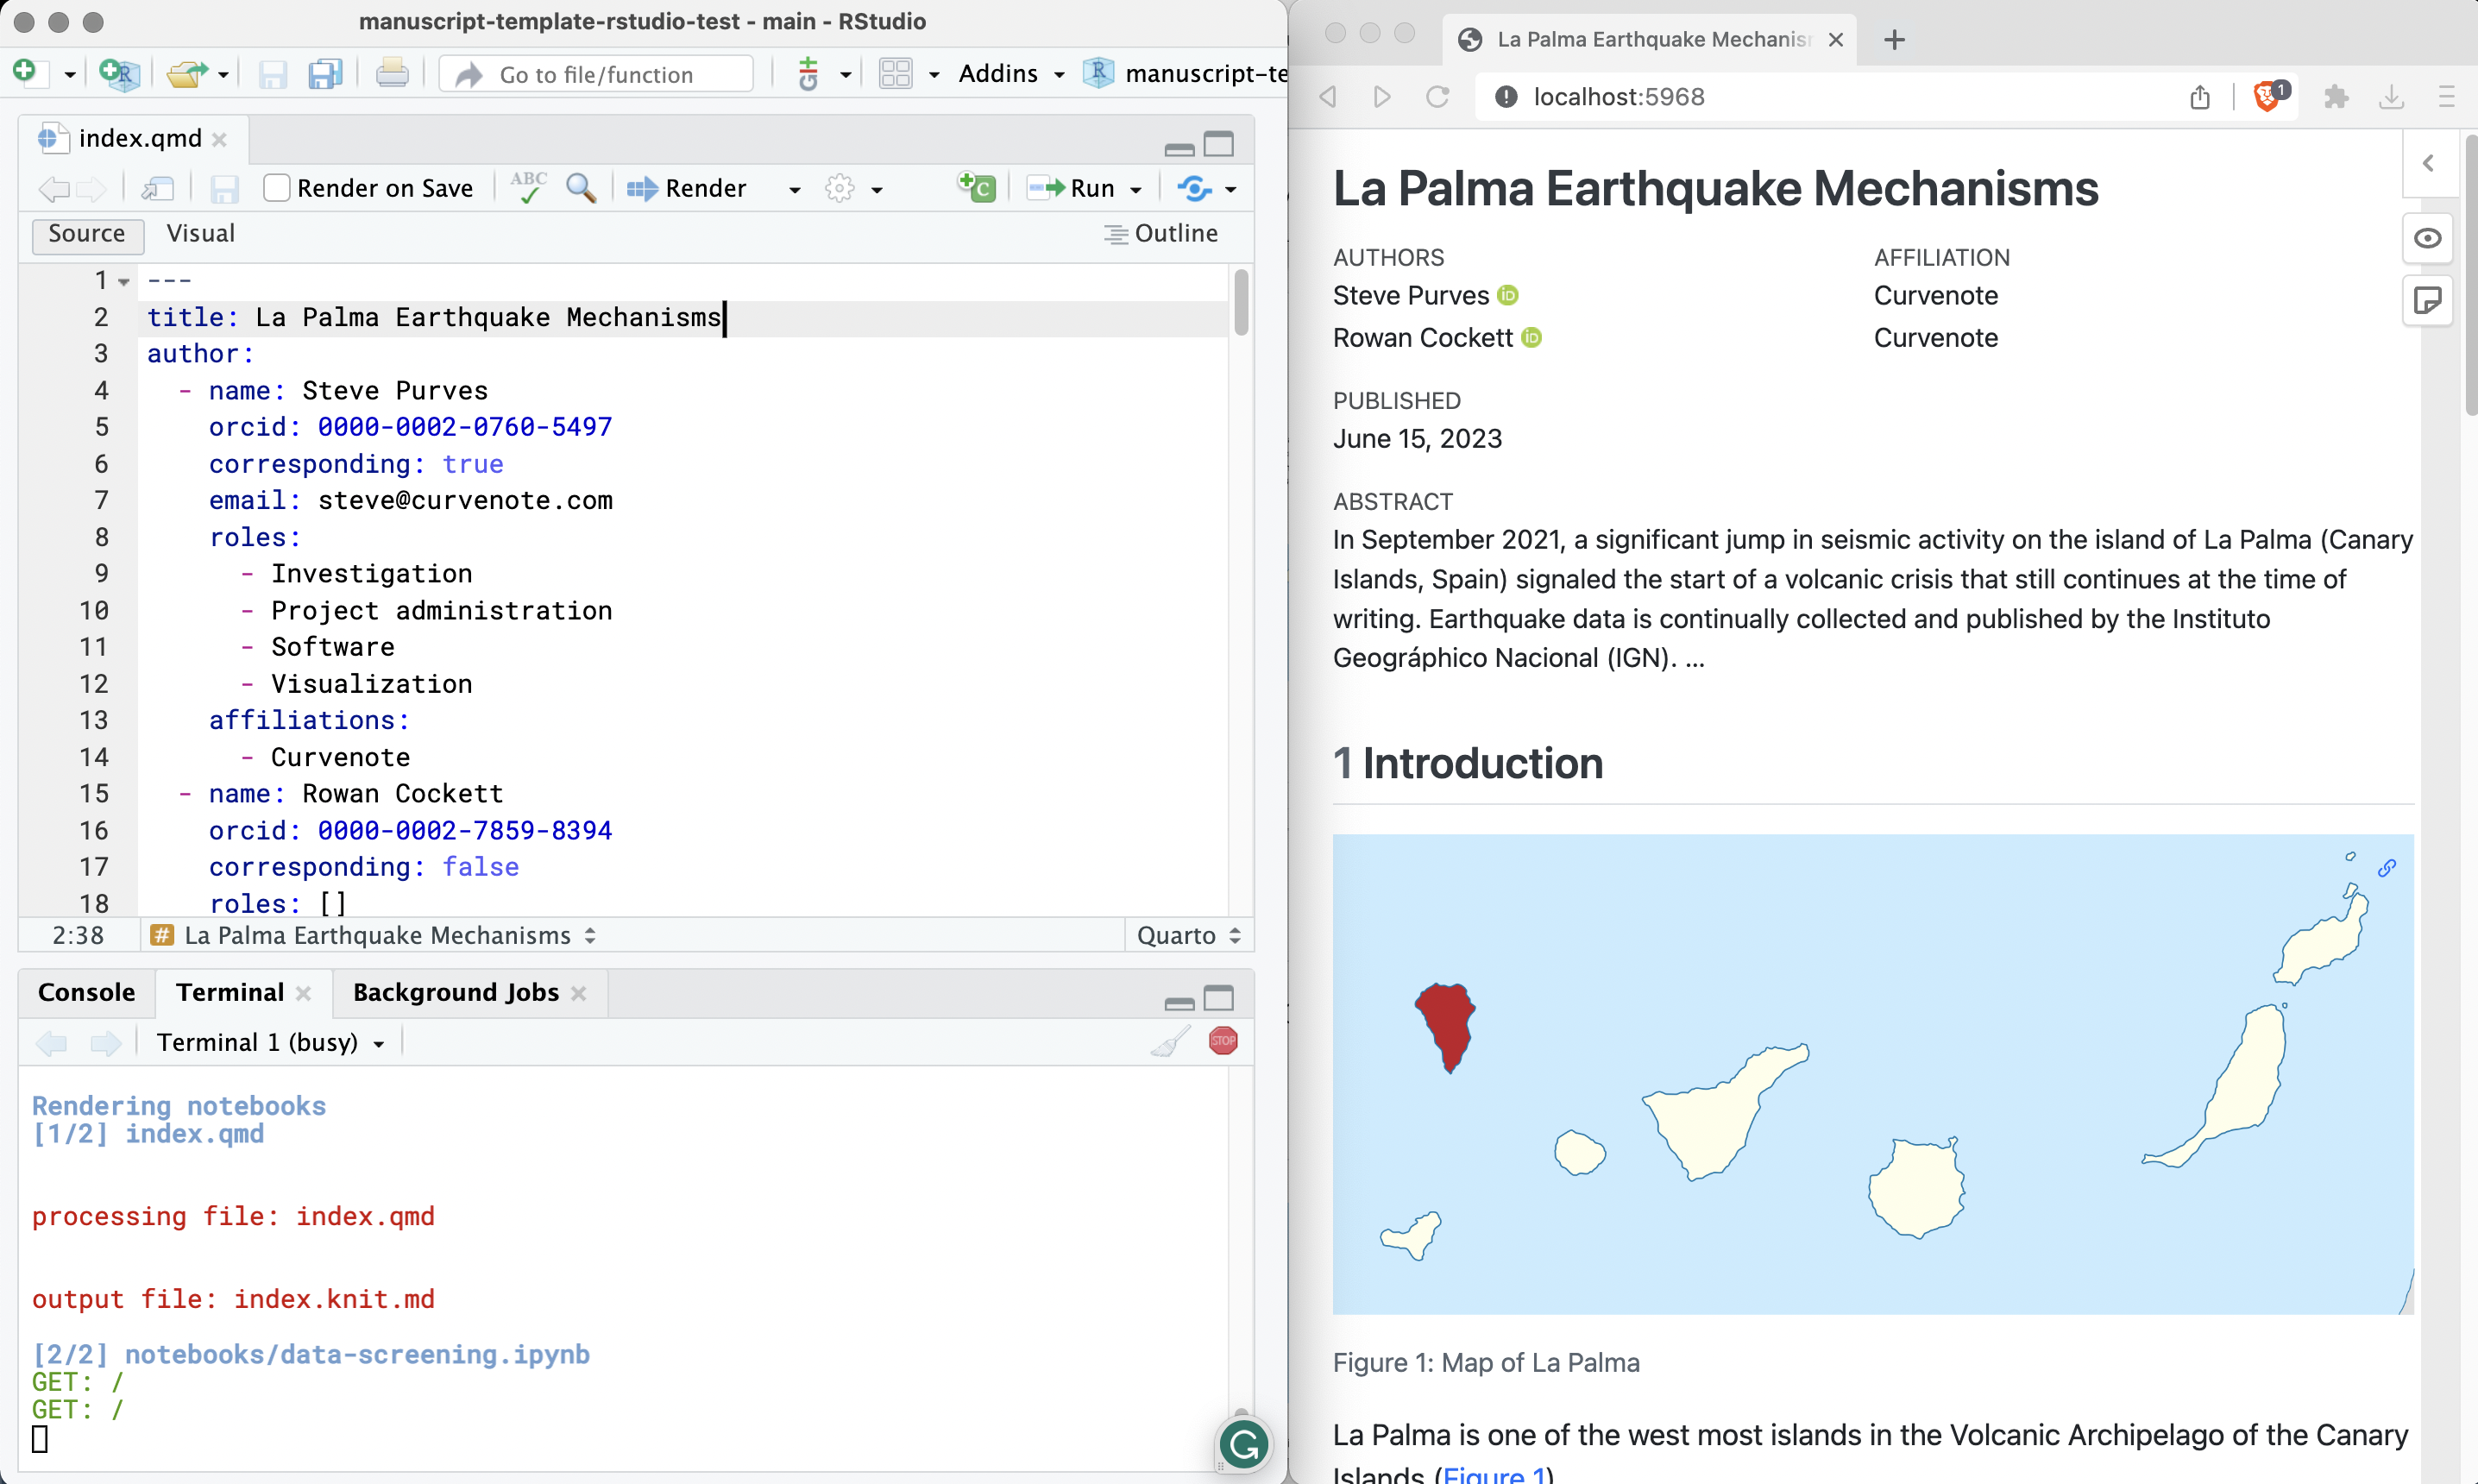 manuscript-template-rstudio-test - main - RStudio
Go to file/function
Addins
manuscript-te
index.qmd
Render on Save
ABC
Render
Run
Source
Visual
Outline
1 ---
2 title: La Palma Earthquake Mechanisms
3 author:
4 - name: Steve Purves
5 orcid: 0000-0002-0760-5497
6 corresponding: true
7 email: steve@curvenote.com
8 roles:
9 - Investigation
10 - Project administration
11 - Software
12 - Visualization
13 affiliations:
14 - Curvenote
15 - name: Rowan Cockett
16 orcid: 0000-0002-7859-8394
17 corresponding: false
18 roles: []
2:38
# La Palma Earthquake Mechanisms
Quarto
Console
Terminal
Background Jobs
Terminal 1 (busy)
STOP
Rendering notebooks
[1/2] index.qmd
processing file: index.qmd
output file: index.knit.md
[2/2] notebooks/data-screening.ipynb
GET: /
GET: /
La Palma Earthquake Mechanis
localhost:5968
1
La Palma Earthquake Mechanisms
AUTHORS
AFFILIATION
Steve Purves iD
Curvenote
Rowan Cockett iD
Curvenote
PUBLISHED
June 15, 2023
ABSTRACT
In September 2021, a significant jump in seismic activity on the island of La Palma (Canary
Islands, Spain) signaled the start of a volcanic crisis that still continues at the time of
writing. Earthquake data is continually collected and published by the Instituto
Geográphico Nacional (IGN). ...
1 Introduction
Figure 1: Map of La Palma
La Palma is one of the west most islands in the Volcanic Archipelago of the Canary
Islands (Figure 1)